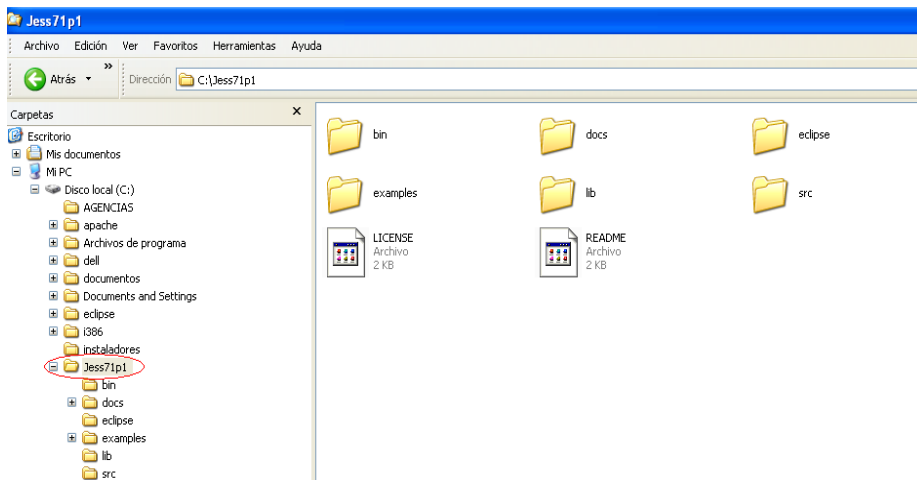 Jess71p1
Archivo Edición Ver Favoritos Herramientas Ayuda
Atrás » Dirección C:\Jess71p1
Carpetas x
Escritorio
Mis documentos
Mi PC
Disco local (C:)
AGENCIAS
apache
Archivos de programa
dell
documentos
Documents and Settings
eclipse
i386
instaladores
Jess71p1
bin
docs
eclipse
examples
lib
src
bin docs eclipse
examples lib src
LICENSE
Archivo
2 KB
README
Archivo
2 KB